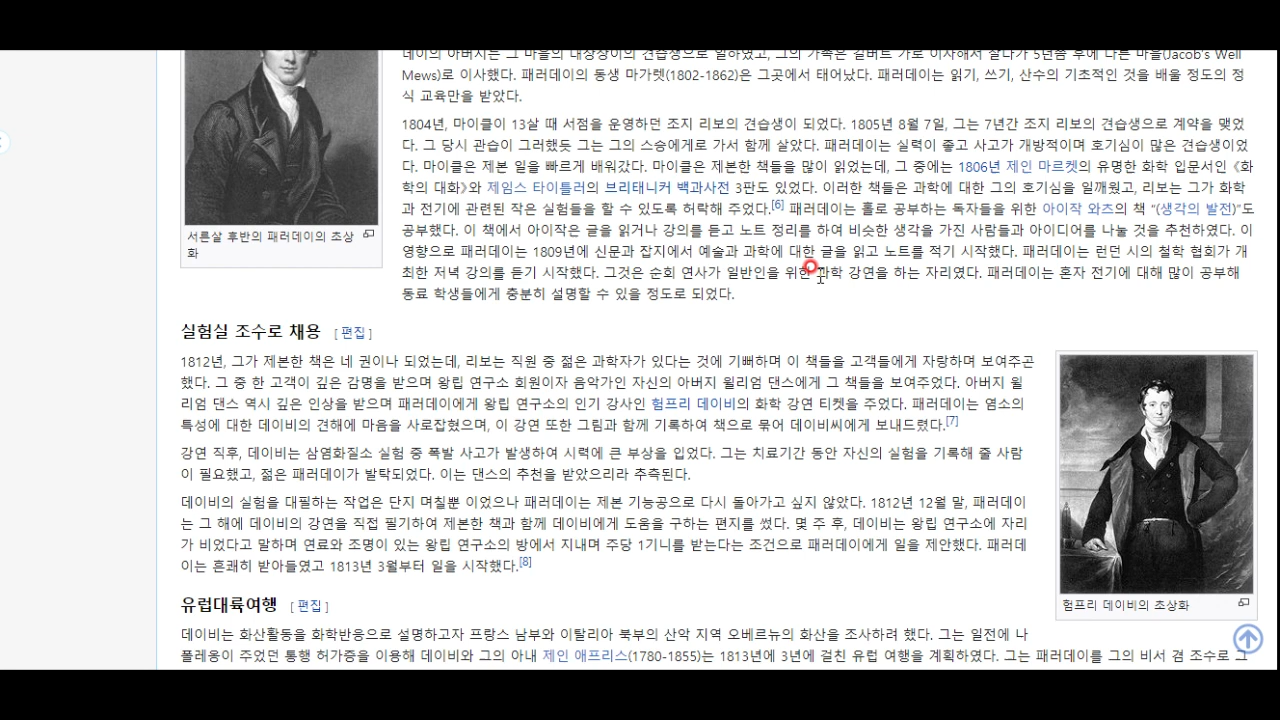 데이의 아버지는 그 마을의 대장장이의 견습생으로 일하였고, 그의 가족은 길버트 가로 이사해서 살다가 5년쯤 후에 다른 마을(Jacob's Well
Mews)로 이사했다. 패러데이의 동생 마가렛(1802-1862)은 그곳에서 태어났다. 패러데이는 읽기, 쓰기, 산수의 기초적인 것을 배울 정도의 정
식 교육만을 받았다.
1804년, 마이클이 13살 때 서점을 운영하던 조지 리보의 견습생이 되었다. 1805년 8월 7일, 그는 7년간 조지 리보의 견습생으로 계약을 맺었
다. 그 당시 관습이 그러했듯 그는 그의 스승에게로 가서 함께 살았다. 패러데이는 실력이 좋고 사고가 개방적이며 호기심이 많은 견습생이었
다. 마이클은 제본 일을 빠르게 배워갔다. 마이클은 제본한 책들을 많이 읽었는데, 그 중에는 1806년 제인 마르켓의 유명한 화학 입문서인 《화
학의 대화》와 제임스 타이틀러의 브리태니커 백과사전 3판도 있었다. 이러한 책들은 과학에 대한 그의 호기심을 일깨웠고, 리보는 그가 화학
과 전기에 관련된 작은 실험들을 할 수 있도록 허락해 주었다.[6] 패러데이는 홀로 공부하는 독자들을 위한 아이작 와츠의 책 "(생각의 발전)"도
공부했다. 이 책에서 아이작은 글을 읽거나 강의를 듣고 노트 정리를 하여 비슷한 생각을 가진 사람들과 아이디어를 나눌 것을 추천하였다. 이
영향으로 패러데이는 1809년에 신문과 잡지에서 예술과 과학에 대한 글을 읽고 노트를 적기 시작했다. 패러데이는 런던 시의 철학 협회가 개
최한 저녁 강의를 듣기 시작했다. 그것은 순회 연사가 일반인을 위한 과학 강연을 하는 자리였다. 패러데이는 혼자 전기에 대해 많이 공부해
동료 학생들에게 충분히 설명할 수 있을 정도로 되었다.
서른살 후반의 패러데이의 초상
화
실험실 조수로 채용 [편집]
1812년, 그가 제본한 책은 네 권이나 되었는데, 리보는 직원 중 젊은 과학자가 있다는 것에 기뻐하며 이 책들을 고객들에게 자랑하며 보여주곤
했다. 그 중 한 고객이 깊은 감명을 받으며 왕립 연구소 회원이자 음악가인 자신의 아버지 윌리엄 댄스에게 그 책들을 보여주었다. 아버지 윌
리엄 댄스 역시 깊은 인상을 받으며 패러데이에게 왕립 연구소의 인기 강사인 험프리 데이비의 화학 강연 티켓을 주었다. 패러데이는 염소의
특성에 대한 데이비의 견해에 마음을 사로잡혔으며, 이 강연 또한 그림과 함께 기록하여 책으로 묶어 데이비씨에게 보내드렸다.[7]
강연 직후, 데이비는 삼염화질소 실험 중 폭발 사고가 발생하여 시력에 큰 부상을 입었다. 그는 치료기간 동안 자신의 실험을 기록해 줄 사람
이 필요했고, 젊은 패러데이가 발탁되었다. 이는 댄스의 추천을 받았으리라 추측된다.
데이비의 실험을 대필하는 작업은 단지 며칠뿐 이었으나 패러데이는 제본 기능공으로 다시 돌아가고 싶지 않았다. 1812년 12월 말, 패러데이
는 그 해에 데이비의 강연을 직접 필기하여 제본한 책과 함께 데이비에게 도움을 구하는 편지를 썼다. 몇 주 후, 데이비는 왕립 연구소에 자리
가 비었다고 말하며 연료와 조명이 있는 왕립 연구소의 방에서 지내며 주당 1기니를 받는다는 조건으로 패러데이에게 일을 제안했다. 패러데
이는 흔쾌히 받아들였고 1813년 3월부터 일을 시작했다.[8]
험프리 데이비의 초상화
유럽대륙여행 [편집]
데이비는 화산활동을 화학반응으로 설명하고자 프랑스 남부와 이탈리아 북부의 산악 지역 오베르뉴의 화산을 조사하려 했다. 그는 일전에 나
폴레옹이 주었던 통행 허가증을 이용해 데이비와 그의 아내 제인 애프리스(1780-1855)는 1813년에 3년에 걸친 유럽 여행을 계획하였다. 그는 패러데이를 그의 비서 겸 조수로 그